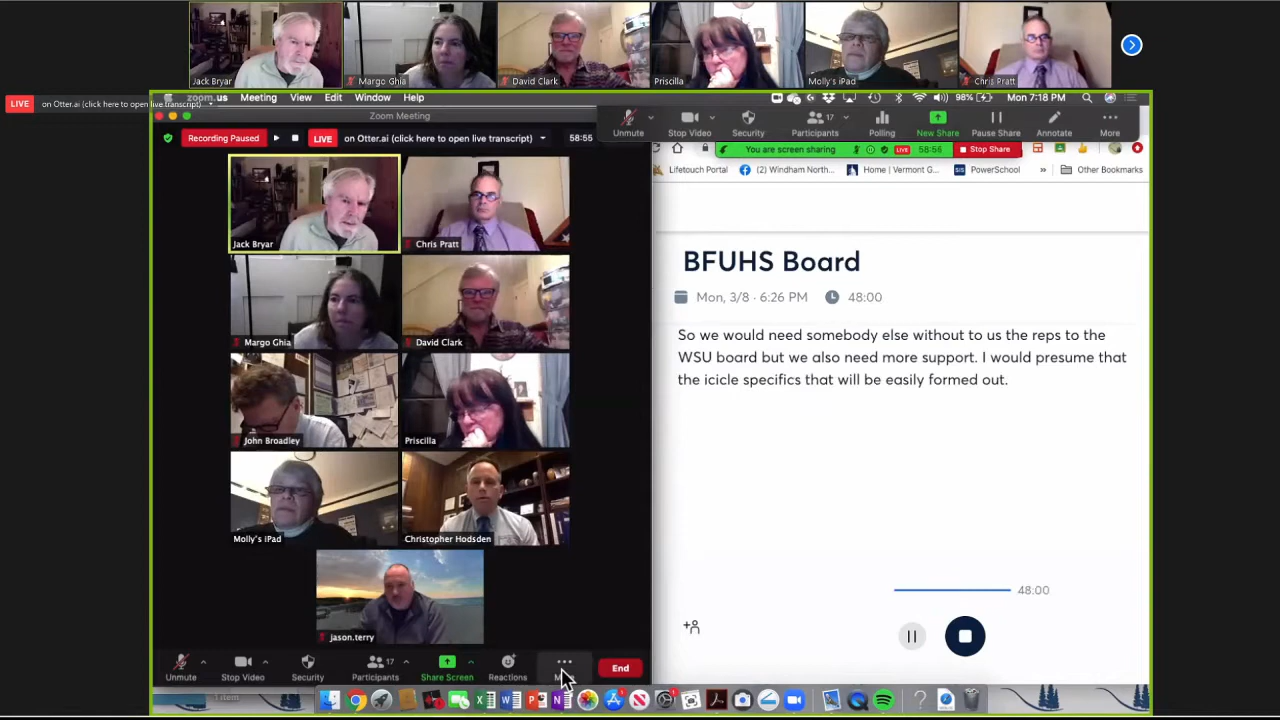 Jack Bryar
Margo Ghia
David Clark
Priscilla
Molly's iPad
Chris Pratt
LIVE on Otter.ai (click here to open live transcript)
zoom.us Meeting View Edit Window Help
98% Mon 7:18 PM
Zoom Meeting
Recording Paused LIVE on Otter.ai (click here to open live transcript) 58:55
Unmute Stop Video Security Participants 17 Polling New Share Pause Share Annotate More
You are screen sharing LIVE 58:56 Stop Share
Lifetouch Portal (2) Windham North... Home | Vermont G... SIS PowerSchool » Other Bookmarks
Jack Bryar
Chris Pratt
Margo Ghia
David Clark
John Broadley
Priscilla
Molly's iPad
Christopher Hodsden
jason.terry
BFUHS Board
Mon, 3/8 · 6:26 PM 48:00
So we would need somebody else without to us the reps to the
WSU board but we also need more support. I would presume that
the icicle specifics that will be easily formed out.
48:00
Unmute Stop Video Security Participants 17 Share Screen Reactions End
1 item